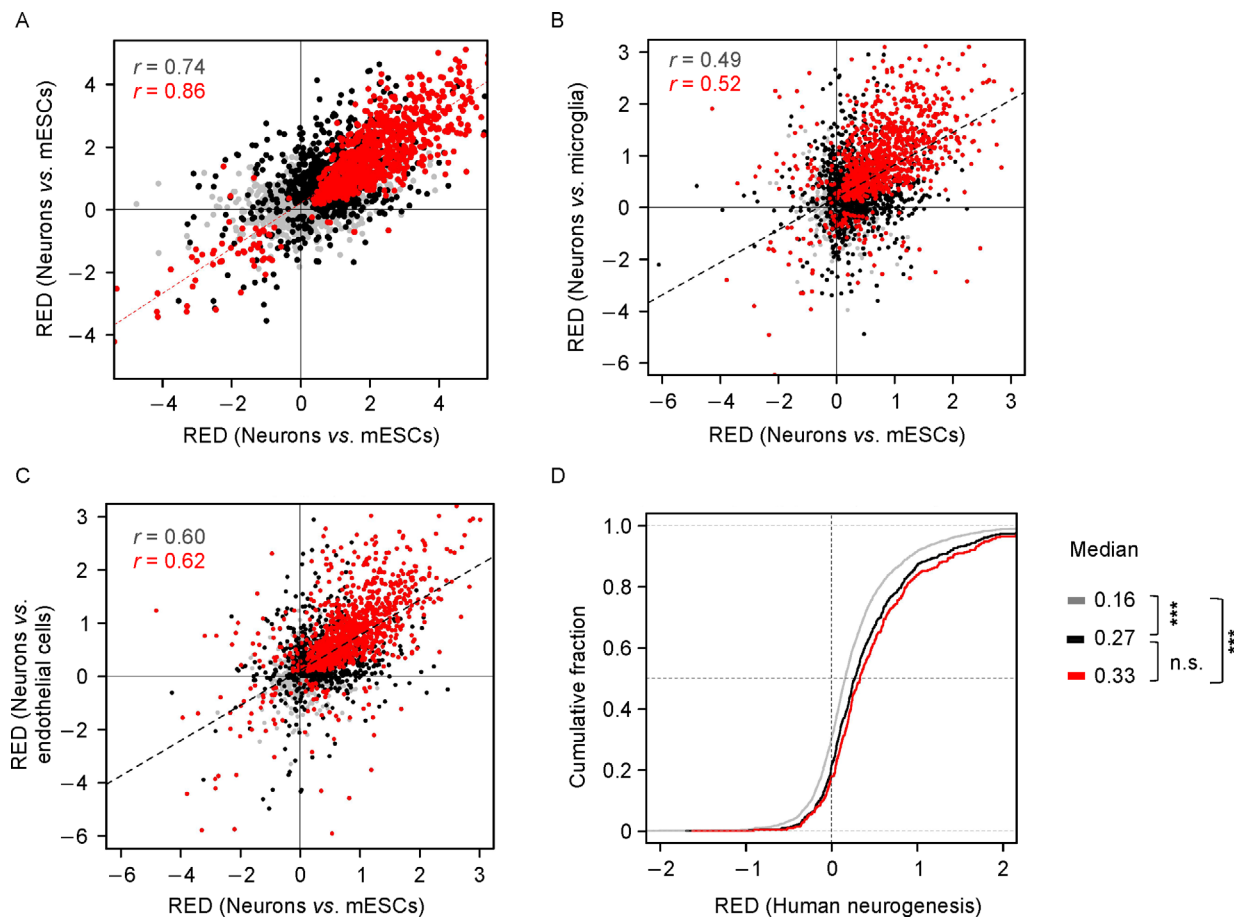 A
r = 0.74
r = 0.86
RED (Neurons vs. mESCs)
4
2
0
−2
−4
−4
−2
0
2
4
RED (Neurons vs. mESCs)
B
r = 0.49
r = 0.52
RED (Neurons vs. microglia)
3
2
1
0
−2
−4
−6
−6
−4
−2
0
1
2
3
RED (Neurons vs. mESCs)
C
r = 0.60
r = 0.62
RED (Neurons vs.
endothelial cells)
3
2
1
0
−2
−4
−6
−6
−4
−2
0
1
2
3
RED (Neurons vs. mESCs)
D
Cumulative fraction
1.0
0.8
0.6
0.4
0.2
0
−2
−1
0
1
2
RED (Human neurogenesis)
Median
0.16
0.27
0.33
***
n.s.
***